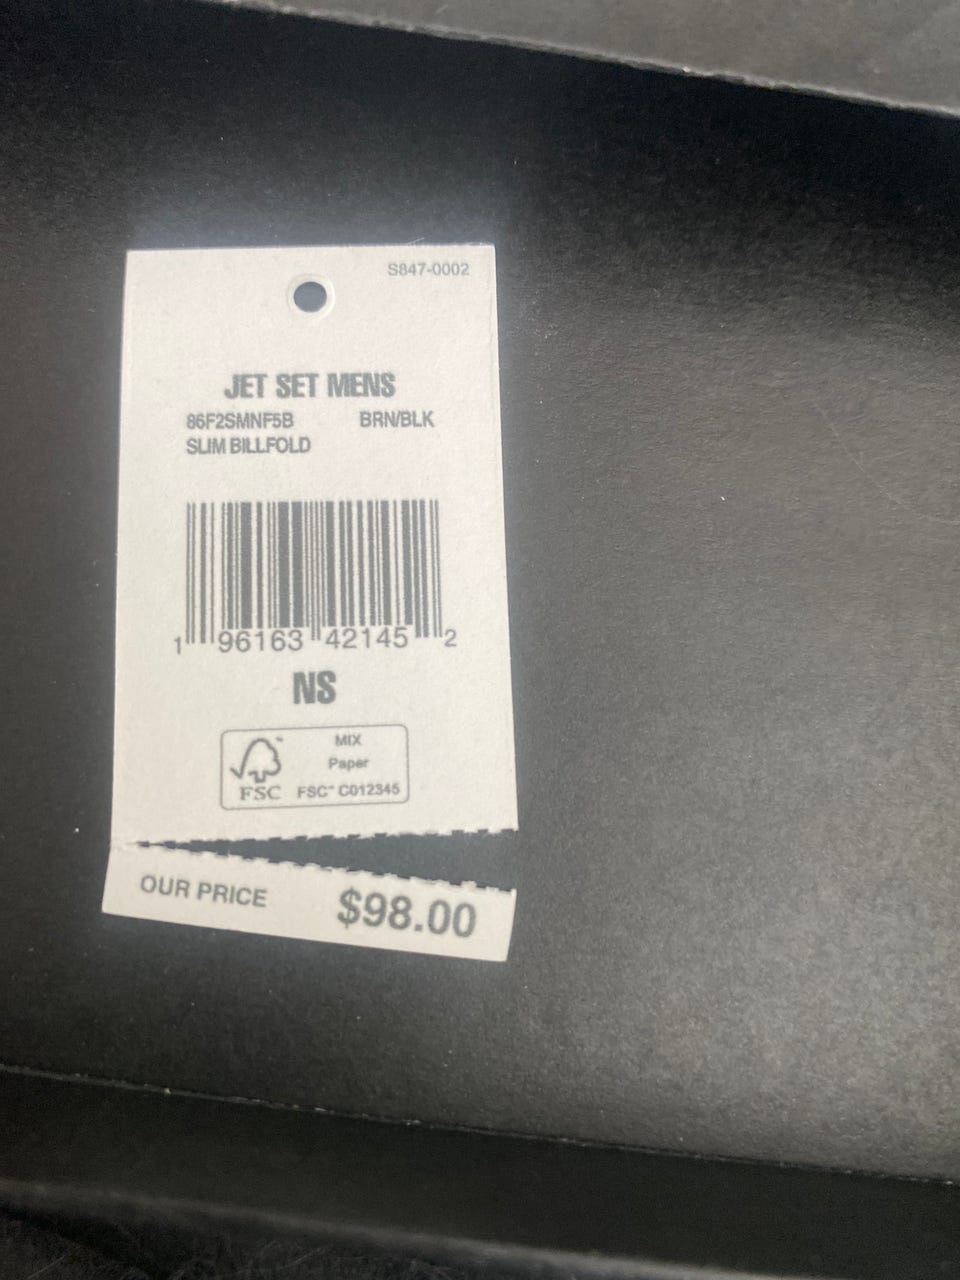 S847-0002
JET SET MENS
86F2SMNF5B BRN/BLK
SLIM BILLFOLD
1 96163 42145 2
NS
MIX
Paper
FSC FSC™ C012345
OUR PRICE $98.00